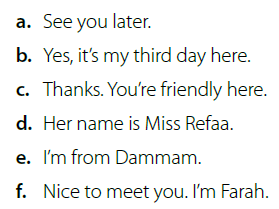 a. See you later.
b. Yes, it's my third day here.
c. Thanks. You're friendly here.
d. Her name is Miss Refaa.
e. I'm from Dammam.
f. Nice to meet you. I'm Farah.